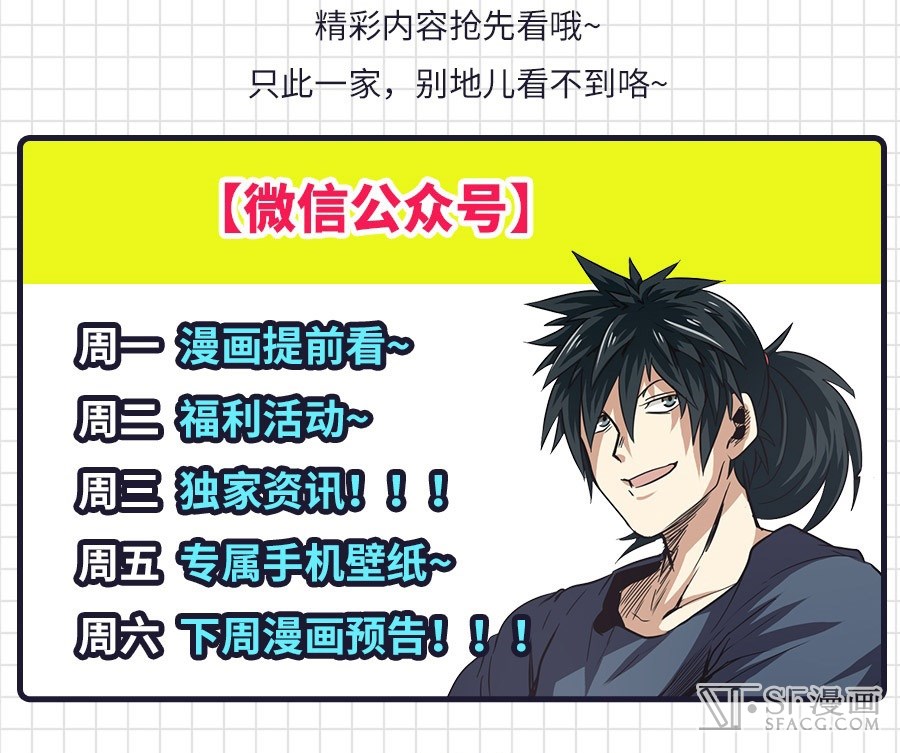 精彩内容抢先看哦~
只此一家，别地儿看不到咯~
【微信公众号】
周一 漫画提前看~
周二 福利活动~
周三 独家资讯！！！
周五 专属手机壁纸~
周六 下周漫画预告！！！
SF漫画
SFACG.COM